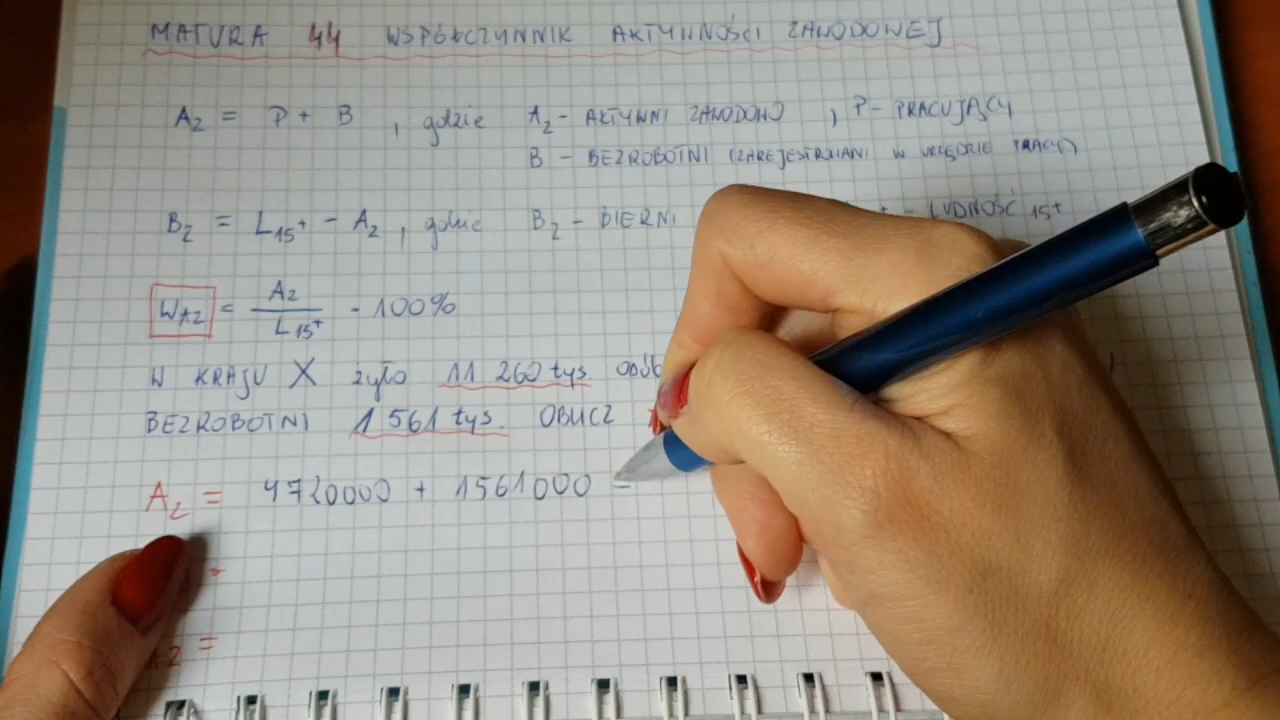 MATURA 44 WSPÓŁCZYNNIK AKTYWNOŚCI ZAWODOWEJ
AZ = P + B , gdzie AZ - AKTYWNI ZAWODOWO , P - PRACUJĄCY
B - BEZROBOTNI (ZAREJESTROWANI W URZĘDZIE PRACY)
BZ = L15+ - AZ , gdzie BZ - BIERNI + - LUDNOŚĆ 15+
WAZ = AZ / L15+ · 100%
W KRAJU X żyło 11 260 tys. OSÓB
BEZROBOTNI 1 561 tys. OBLICZ
AZ = 4720000 + 1561000 =
=
AZ =